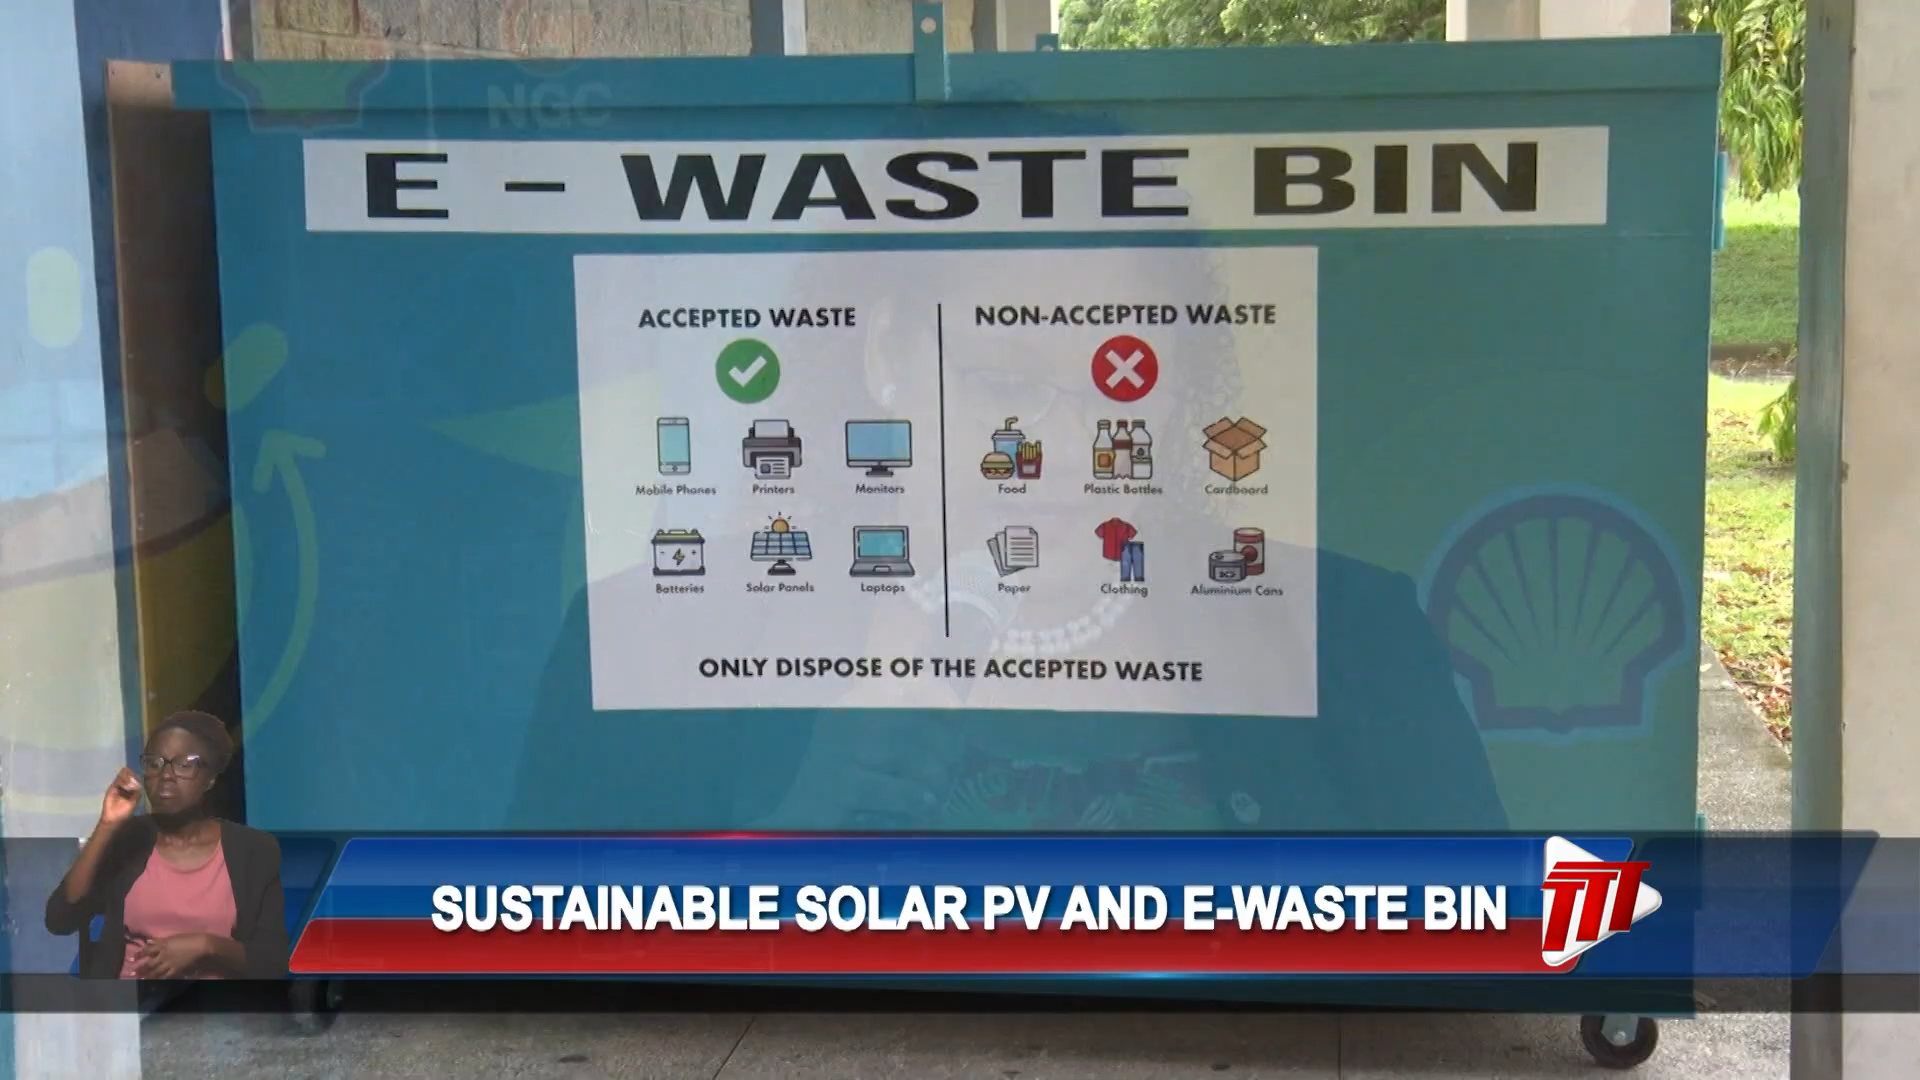 NGC
E - WASTE BIN
ACCEPTED WASTE
NON-ACCEPTED WASTE
Mobile Phones
Printers
Monitors
Food
Plastic Bottles
Cardboard
Batteries
Solar Panels
Laptops
Paper
Clothing
Aluminium Cans
ONLY DISPOSE OF THE ACCEPTED WASTE
SUSTAINABLE SOLAR PV AND E-WASTE BIN
TTT